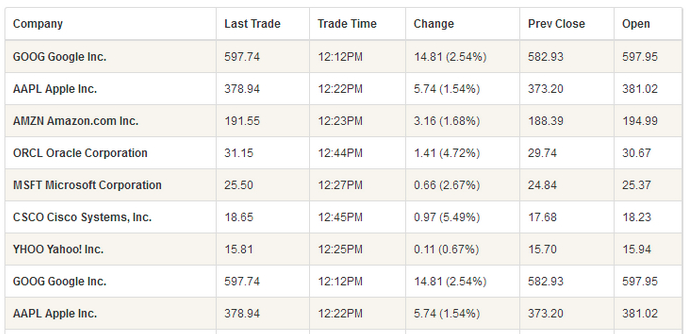 Company Last Trade Trade Time Change Prev Close Open
GOOG Google Inc. 597.74 12:12PM 14.81 (2.54%) 582.93 597.95
AAPL Apple Inc. 378.94 12:22PM 5.74 (1.54%) 373.20 381.02
AMZN Amazon.com Inc. 191.55 12:23PM 3.16 (1.68%) 188.39 194.99
ORCL Oracle Corporation 31.15 12:44PM 1.41 (4.72%) 29.74 30.67
MSFT Microsoft Corporation 25.50 12:27PM 0.66 (2.67%) 24.84 25.37
CSCO Cisco Systems, Inc. 18.65 12:45PM 0.97 (5.49%) 17.68 18.23
YHOO Yahoo! Inc. 15.81 12:25PM 0.11 (0.67%) 15.70 15.94
GOOG Google Inc. 597.74 12:12PM 14.81 (2.54%) 582.93 597.95
AAPL Apple Inc. 378.94 12:22PM 5.74 (1.54%) 373.20 381.02